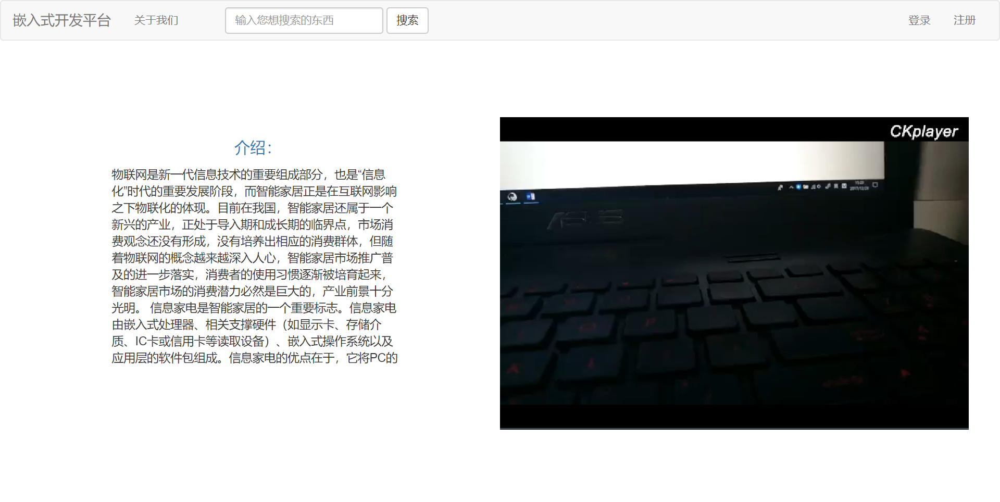 嵌入式开发平台
关于我们
输入您想搜索的东西
搜索
登录
注册
介绍：
物联网是新一代信息技术的重要组成部分，也是“信息
化”时代的重要发展阶段，而智能家居正是在互联网影响
之下物联化的体现。目前在我国，智能家居还属于一个
新兴的产业，正处于导入期和成长期的临界点，市场消
费观念还没有形成，没有培养出相应的消费群体，但随
着物联网的概念越来越深入人心，智能家居市场推广普
及的进一步落实，消费者的使用习惯逐渐被培育起来，
智能家居市场的消费潜力必然是巨大的，产业前景十分
光明。 信息家电是智能家居的一个重要标志。信息家电
由嵌入式处理器、相关支撑硬件（如显示卡、存储介
质、IC卡或信用卡等读取设备）、嵌入式操作系统以及
应用层的软件包组成。信息家电的优点在于，它将PC的
CKplayer